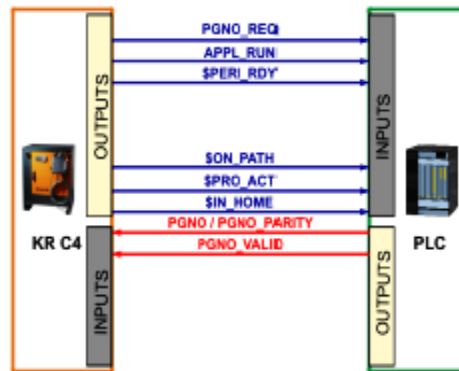 PGNO_REQ
APPL_RUN
$PERI_RDY
OUTPUTS
INPUTS
$ON_PATH
$PRO_ACT
$IN_HOME
PGNO / PGNO_PARITY
KR C4
PLC
PGNO_VALID
INPUTS
OUTPUTS